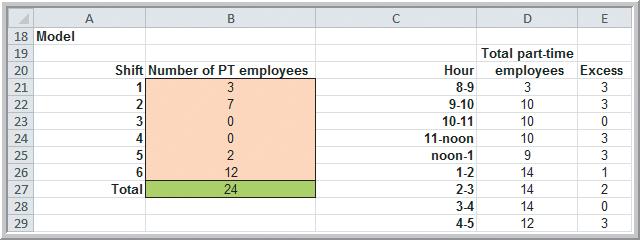 A B C D E
18 Model
19 Total part-time
20 Shift Number of PT employees Hour employees Excess
21 1 3 8-9 3 3
22 2 7 9-10 10 3
23 3 0 10-11 10 0
24 4 0 11-noon 10 3
25 5 2 noon-1 9 3
26 6 12 1-2 14 1
27 Total 24 2-3 14 2
28 3-4 14 0
29 4-5 12 3